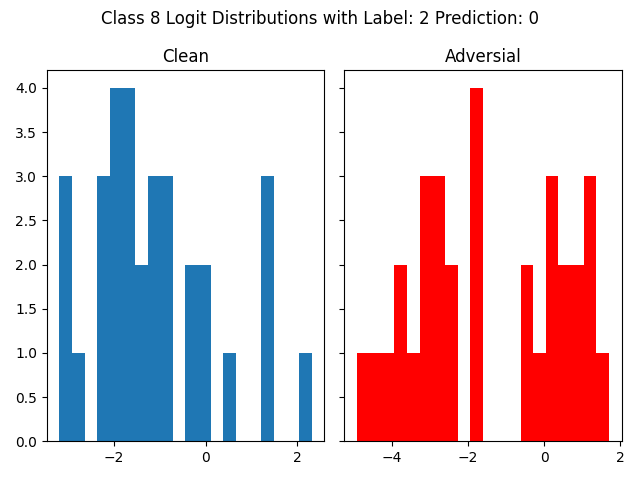 Class 8 Logit Distributions with Label: 2 Prediction: 0
Clean
Adversial
4.0
3.5
3.0
2.5
2.0
1.5
1.0
0.5
0.0
−2 0 2
−4 −2 0 2